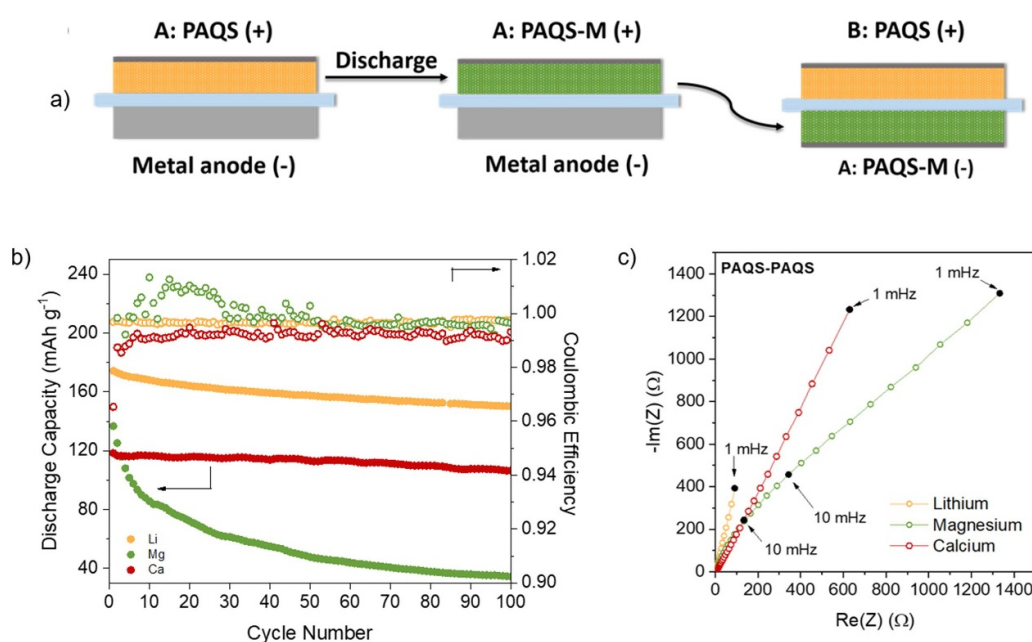 A: PAQS (+)
A: PAQS-M (+)
B: PAQS (+)
Discharge
a)
Metal anode (-)
Metal anode (-)
A: PAQS-M (-)
b)
Discharge Capacity (mAh g⁻¹)
240
200
160
120
80
40
Li
Mg
Ca
0 10 20 30 40 50 60 70 80 90 100
Cycle Number
1.02
1.00
0.98
0.96
0.94
0.92
0.90
Coulombic Efficiency
c)
PAQS-PAQS
-Im(Z) (Ω)
1400
1200
1000
800
600
400
200
0
1 mHz
1 mHz
1 mHz
10 mHz
10 mHz
Lithium
Magnesium
Calcium
0 200 400 600 800 1000 1200 1400
Re(Z) (Ω)